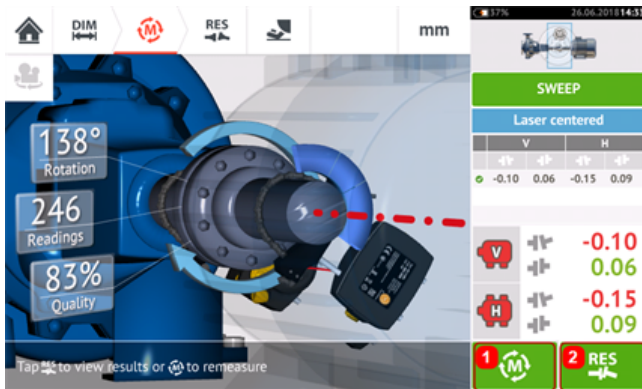 DIM
M
RES
mm
37%
26.06.2018 14:33
SWEEP
Laser centered
V H
-0.10 0.06 -0.15 0.09
138°
Rotation
246
Readings
83%
Quality
V
-0.10
0.06
H
-0.15
0.09
Tap RES to view results or M to remeasure
1 M
2 RES